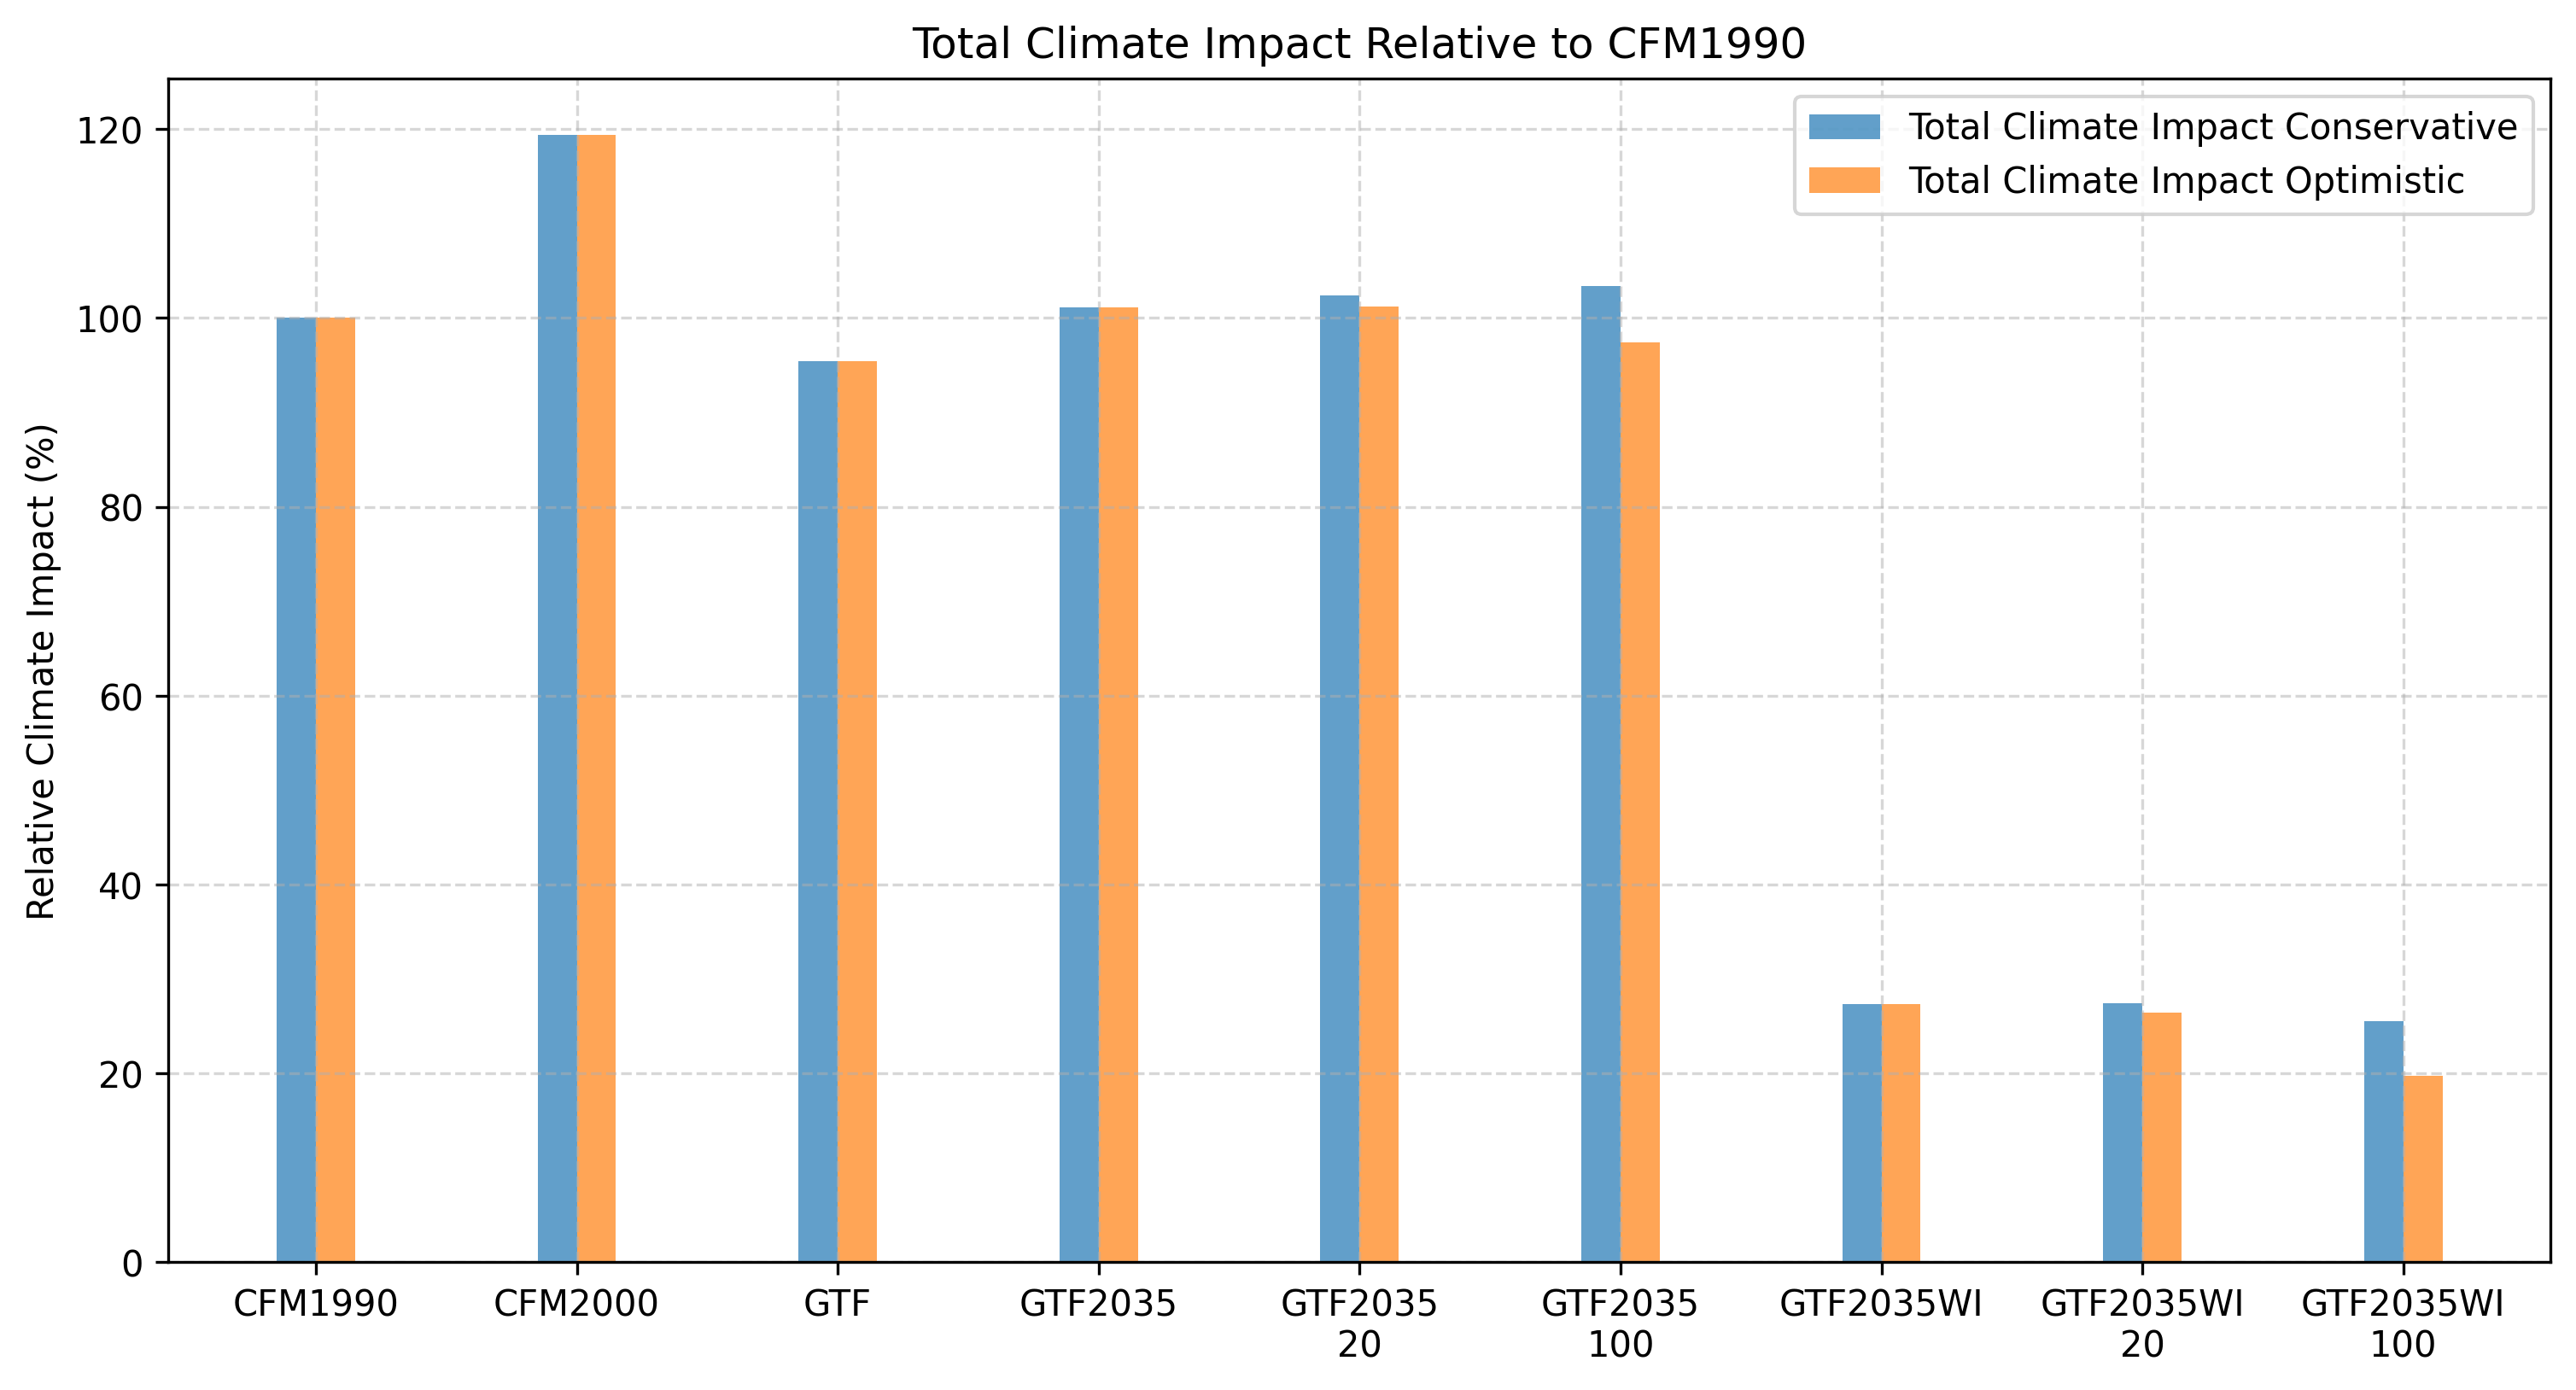 Total Climate Impact Relative to CFM1990
Total Climate Impact Conservative
Total Climate Impact Optimistic
Relative Climate Impact (%)
120
100
80
60
40
20
0
CFM1990
CFM2000
GTF
GTF2035
GTF2035
20
GTF2035
100
GTF2035WI
GTF2035WI
20
GTF2035WI
100